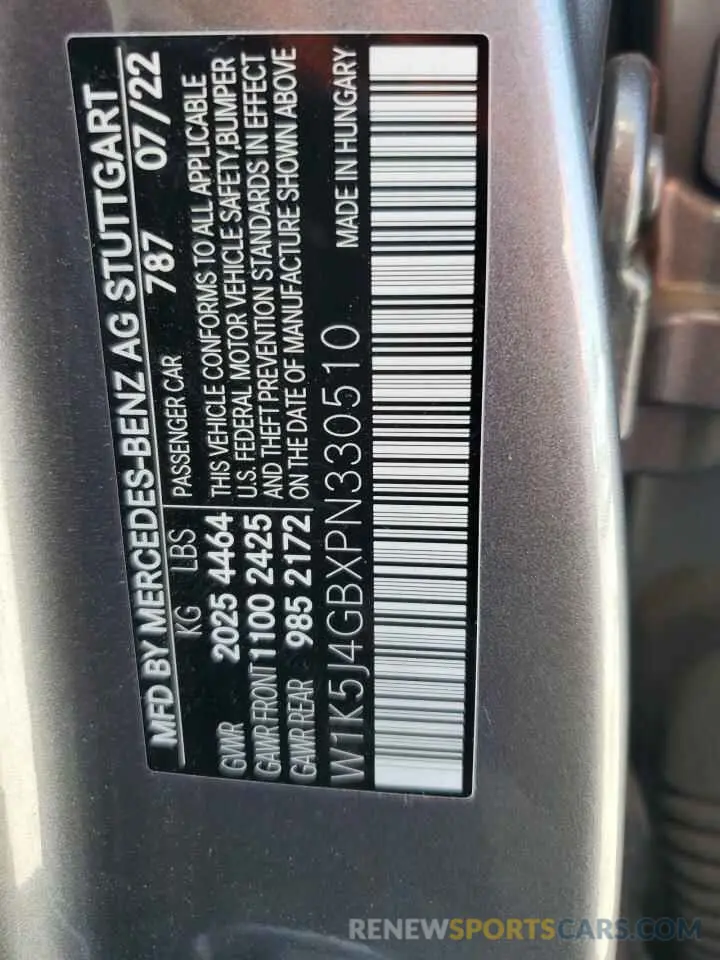 MFD BY MERCEDES-BENZ AG STUTTGART
KG LBS PASSENGER CAR 787 07/22
GVWR 2025 4464 THIS VEHICLE CONFORMS TO ALL APPLICABLE
GAWR FRONT 1100 2425 U.S. FEDERAL MOTOR VEHICLE SAFETY,BUMPER
GAWR REAR 985 2172 AND THEFT PREVENTION STANDARDS IN EFFECT
ON THE DATE OF MANUFACTURE SHOWN ABOVE
W1K5J4GBXPN330510 MADE IN HUNGARY
RENEWSPORTSCARS.COM